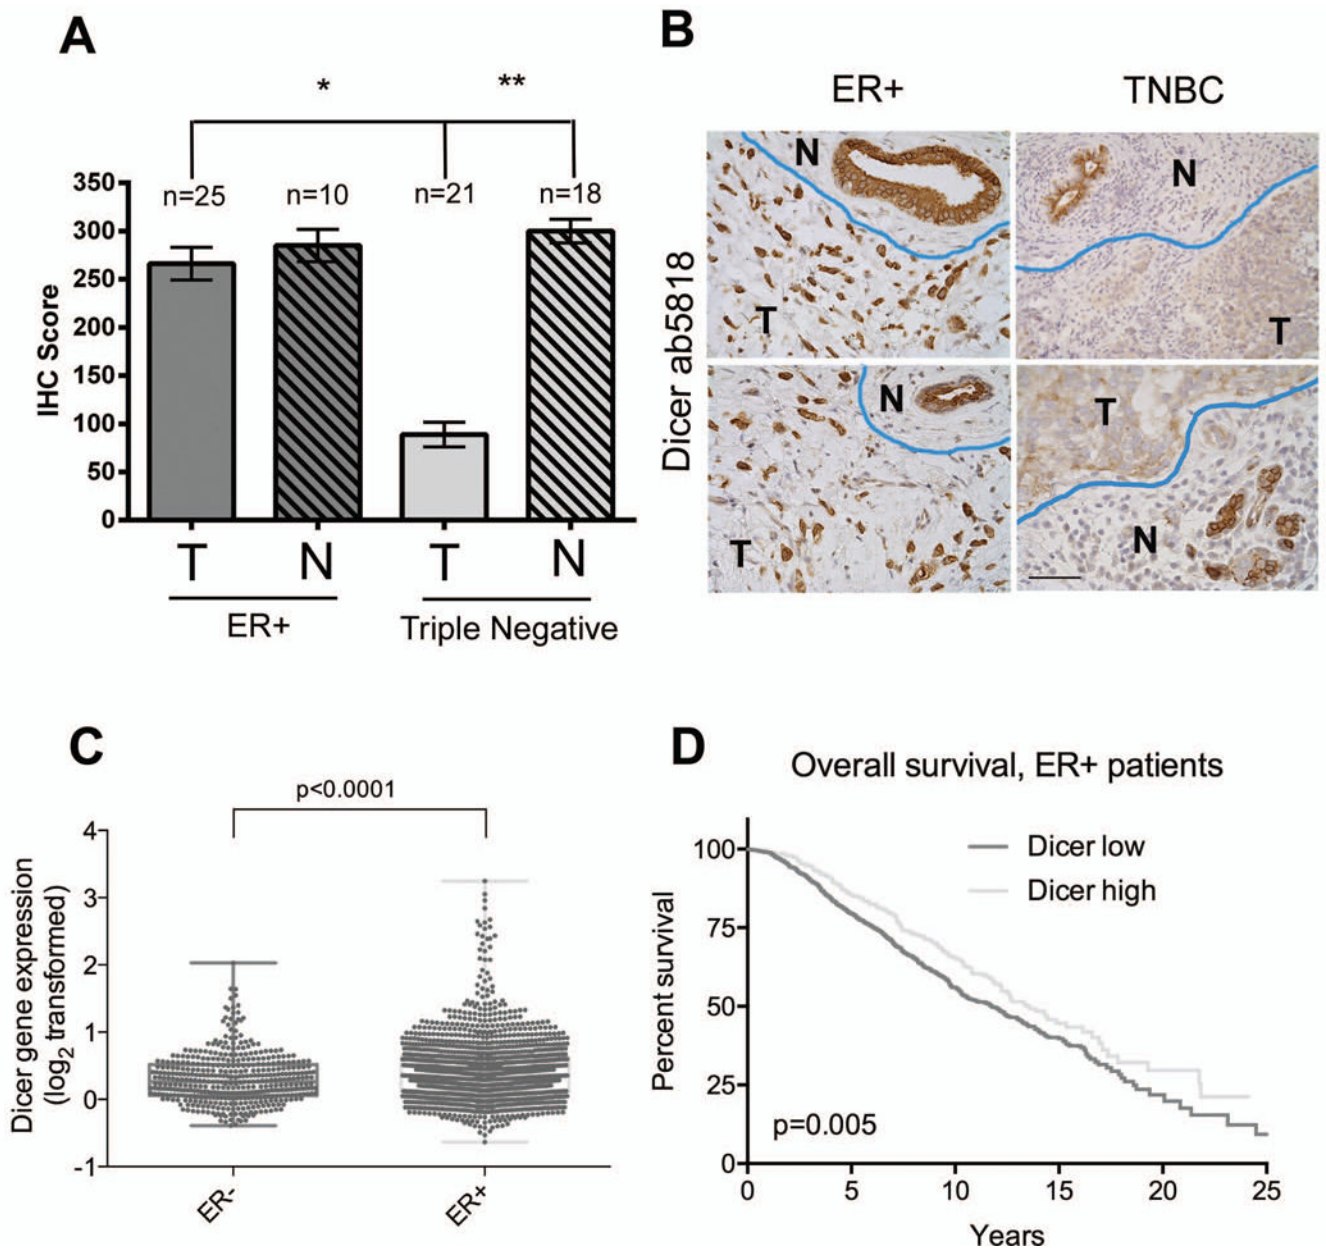 A
* **
350
300
250
200
150
100
50
0
IHC Score
n=25 n=10 n=21 n=18
T N T N
ER+ Triple Negative
B
ER+ TNBC
Dicer ab5818
N
T
N
T
N
T
T
N
C
p<0.0001
Dicer gene expression
(log2 transformed)
4
3
2
1
0
-1
ER- ER+
D
Overall survival, ER+ patients
Dicer low
Dicer high
Percent survival
100
75
50
25
0
p=0.005
0 5 10 15 20 25
Years